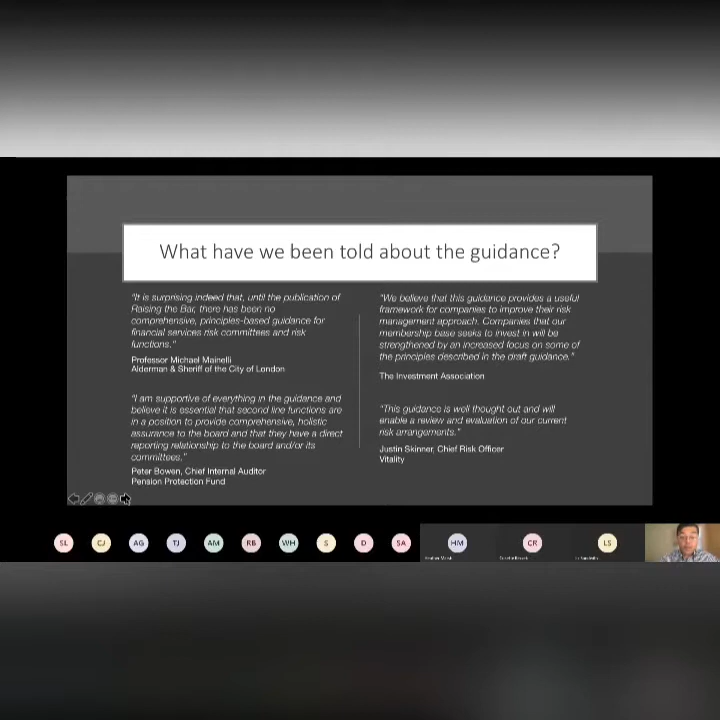 What have we been told about the guidance?
"It is surprising indeed that, until the publication of
Raising the Bar, there has been no
comprehensive, principles-based guidance for
financial services risk committees and risk
functions."
Professor Michael Mainelli
Alderman & Sheriff of the City of London
"I am supportive of everything in the guidance and
believe it is essential that second line functions are
in a position to provide comprehensive, holistic
assurance to the board and that they have a direct
reporting relationship to the board and/or its
committees."
Peter Bowen, Chief Internal Auditor
Pension Protection Fund
"We believe that this guidance provides a useful
framework for companies to improve their risk
management approach. Companies that our
membership base seeks to invest in will be
strengthened by an increased focus on some of
the principles described in the draft guidance."
The Investment Association
"This guidance is well thought out and will
enable a review and evaluation of our current
risk arrangements."
Justin Skinner, Chief Risk Officer
Vitality
SL CJ AG TJ AM RB WH S D SA HM CR LS